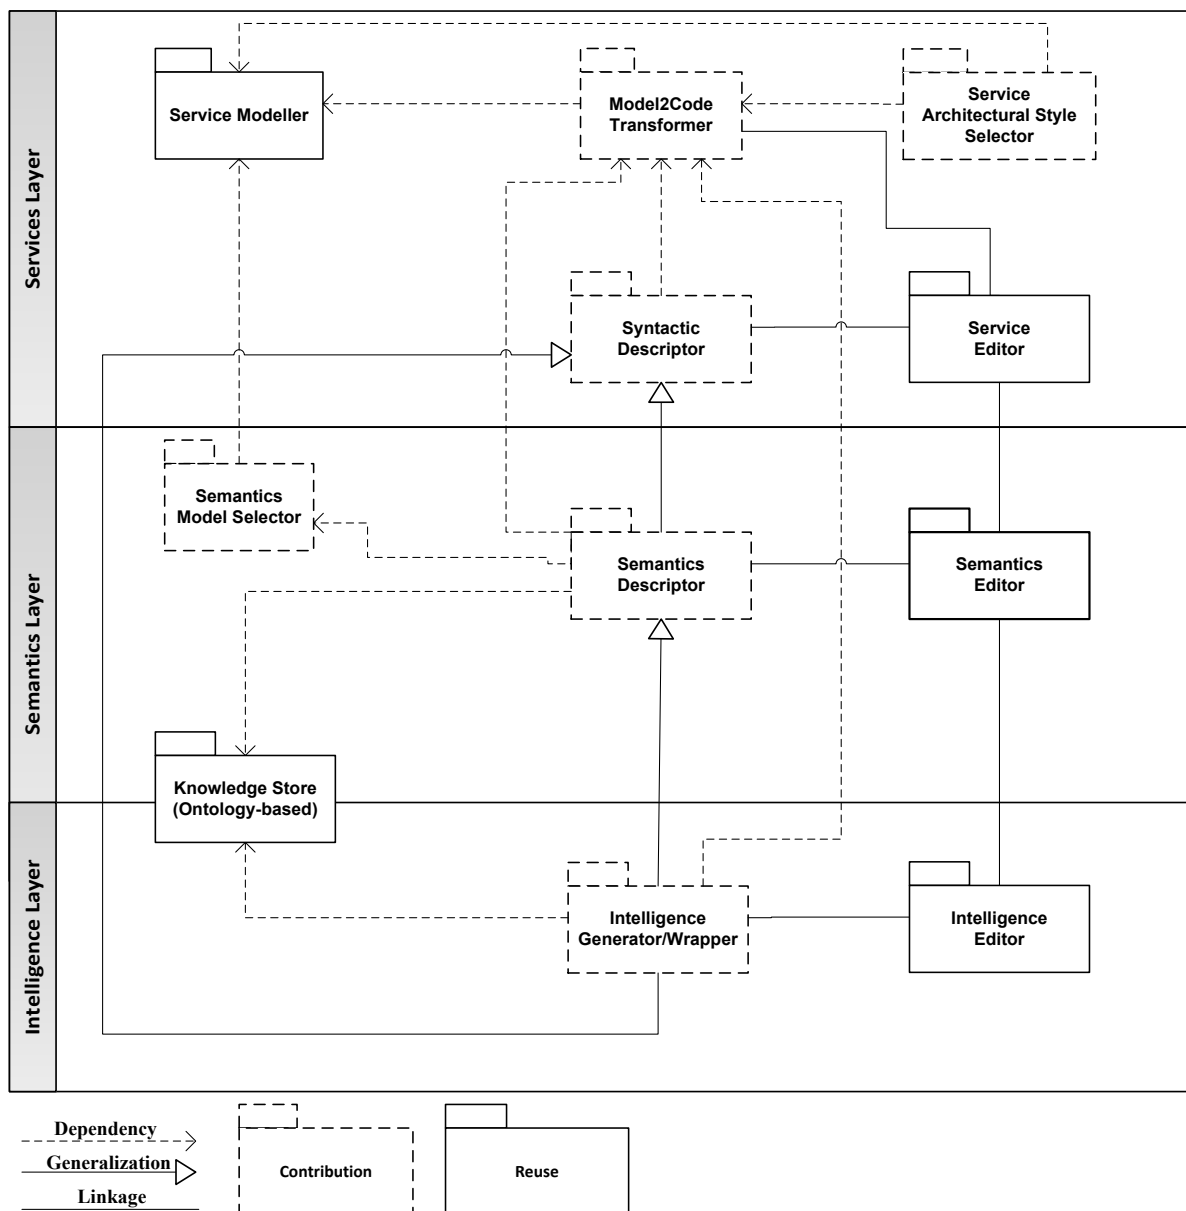 Services Layer
Service Modeller
Model2Code
Transformer
Service
Architectural Style
Selector
Syntactic
Descriptor
Service
Editor
Semantics Layer
Semantics
Model Selector
Semantics
Descriptor
Semantics
Editor
Knowledge Store
(Ontology-based)
Intelligence Layer
Intelligence
Generator/Wrapper
Intelligence
Editor
Dependency
Generalization
Linkage
Contribution
Reuse